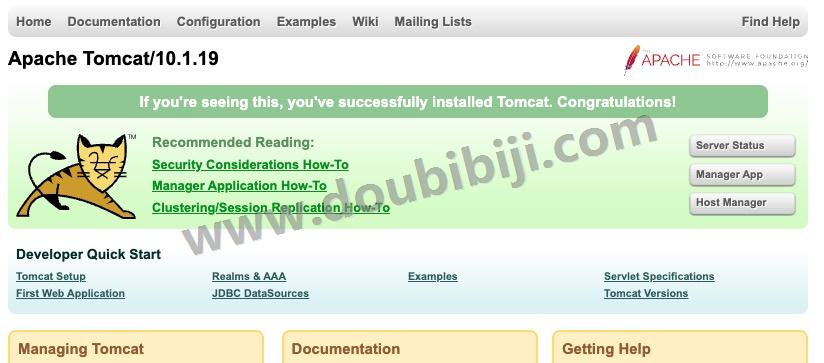 Home Documentation Configuration Examples Wiki Mailing Lists Find Help
Apache Tomcat/10.1.19
THE APACHE SOFTWARE FOUNDATION
http://www.apache.org/
If you're seeing this, you've successfully installed Tomcat. Congratulations!
TM
Recommended Reading:
Security Considerations How-To
Manager Application How-To
Clustering/Session Replication How-To
Server Status
Manager App
Host Manager
www.doubibiji.com
Developer Quick Start
Tomcat Setup Realms & AAA Examples Servlet Specifications
First Web Application JDBC DataSources Tomcat Versions
Managing Tomcat Documentation Getting Help